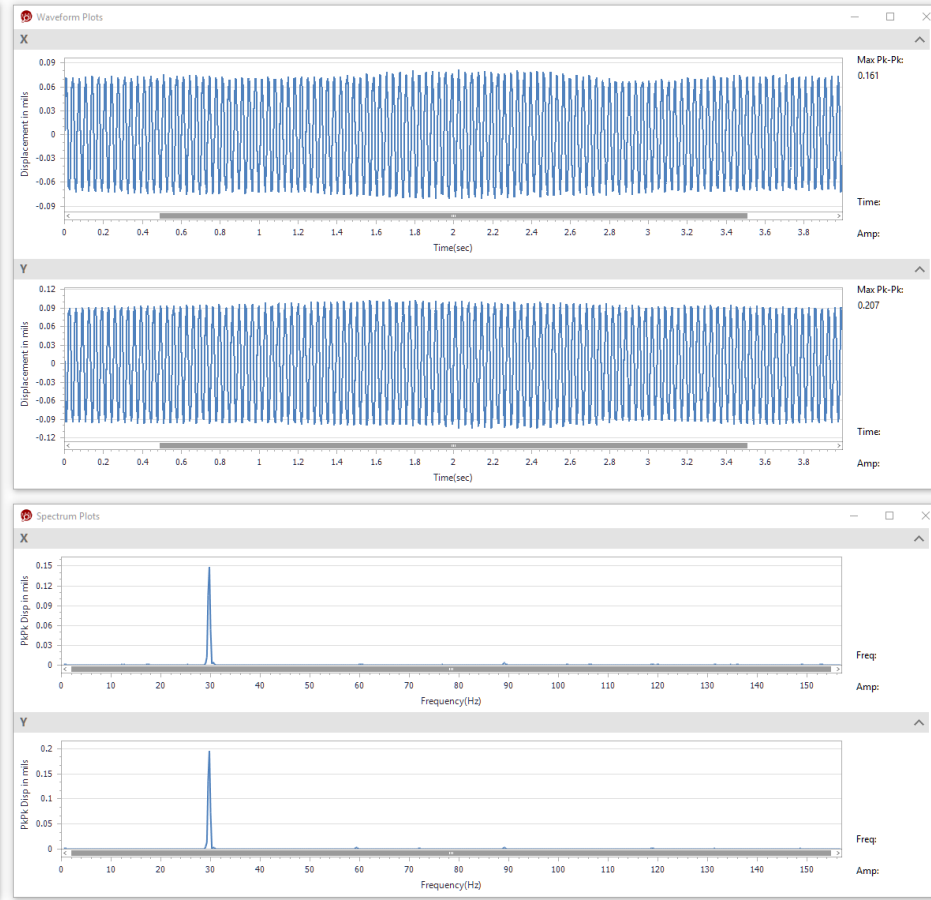 Waveform Plots
X
Max Pk-Pk:
0.161
Displacement in mils
0.09
0.06
0.03
0
-0.03
-0.06
-0.09
Time:
Amp:
0 0.2 0.4 0.6 0.8 1 1.2 1.4 1.6 1.8 2 2.2 2.4 2.6 2.8 3 3.2 3.4 3.6 3.8
Time(sec)
Y
Max Pk-Pk:
0.207
Displacement in mils
0.12
0.09
0.06
0.03
0
-0.03
-0.06
-0.09
-0.12
Time:
Amp:
0 0.2 0.4 0.6 0.8 1 1.2 1.4 1.6 1.8 2 2.2 2.4 2.6 2.8 3 3.2 3.4 3.6 3.8
Time(sec)
Spectrum Plots
X
PkPk Disp in mils
0.15
0.12
0.09
0.06
0.03
0
Freq:
Amp:
0 10 20 30 40 50 60 70 80 90 100 110 120 130 140 150
Frequency(Hz)
Y
PkPk Disp in mils
0.2
0.15
0.1
0.05
0
Freq:
Amp:
0 10 20 30 40 50 60 70 80 90 100 110 120 130 140 150
Frequency(Hz)